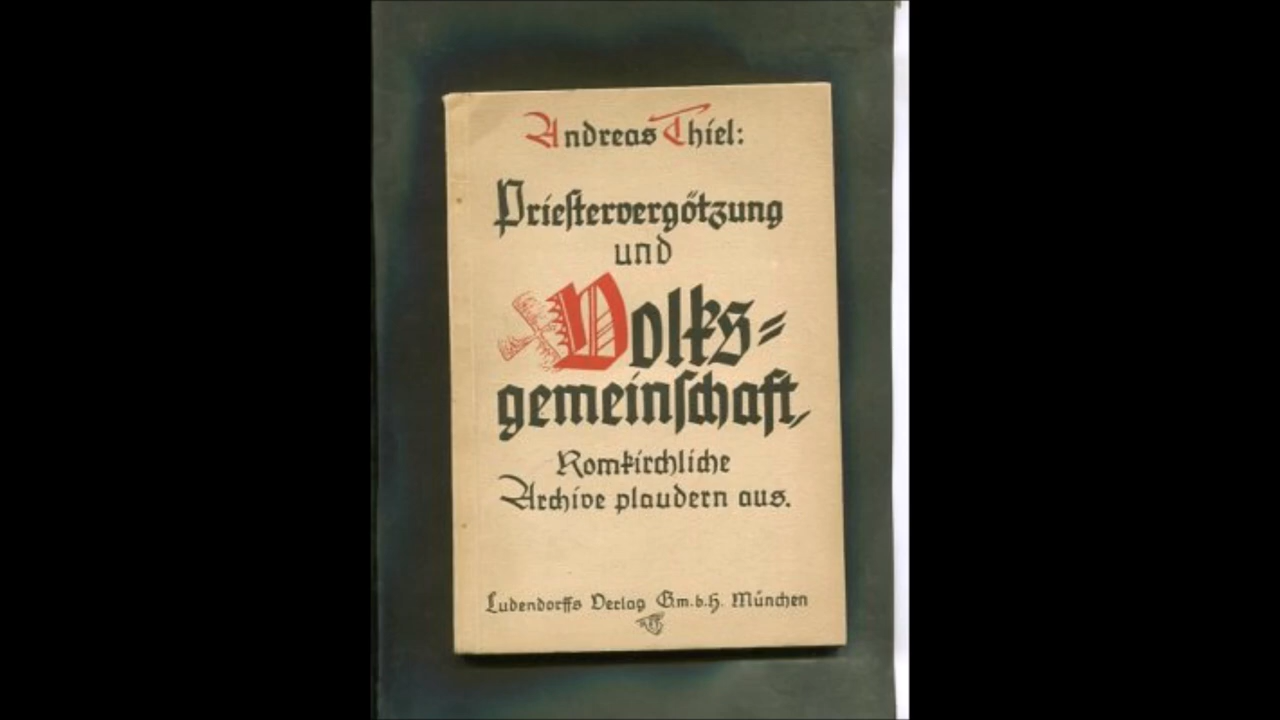 Andreas Thiel:
Priestervergötzung
und
Volks=
gemeinschaft,
Romkirchliche
Archive plaudern aus.
Ludendorffs Verlag G.m.b.H. München